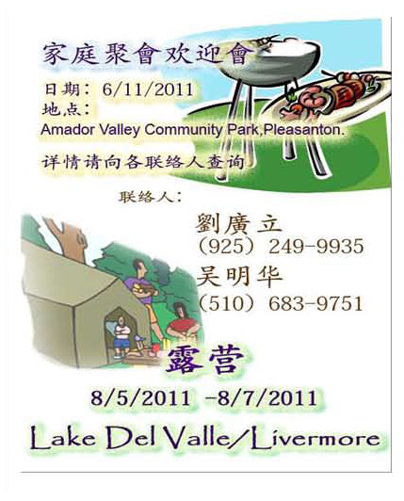 家庭聚會欢迎會
日期: 6/11/2011
地点:
Amador Valley Community Park,Pleasanton.
详情请向各联络人查询
联络人:
劉廣立
(925) 249-9935
吴明华
(510) 683-9751
露营
8/5/2011 -8/7/2011
Lake Del Valle/Livermore